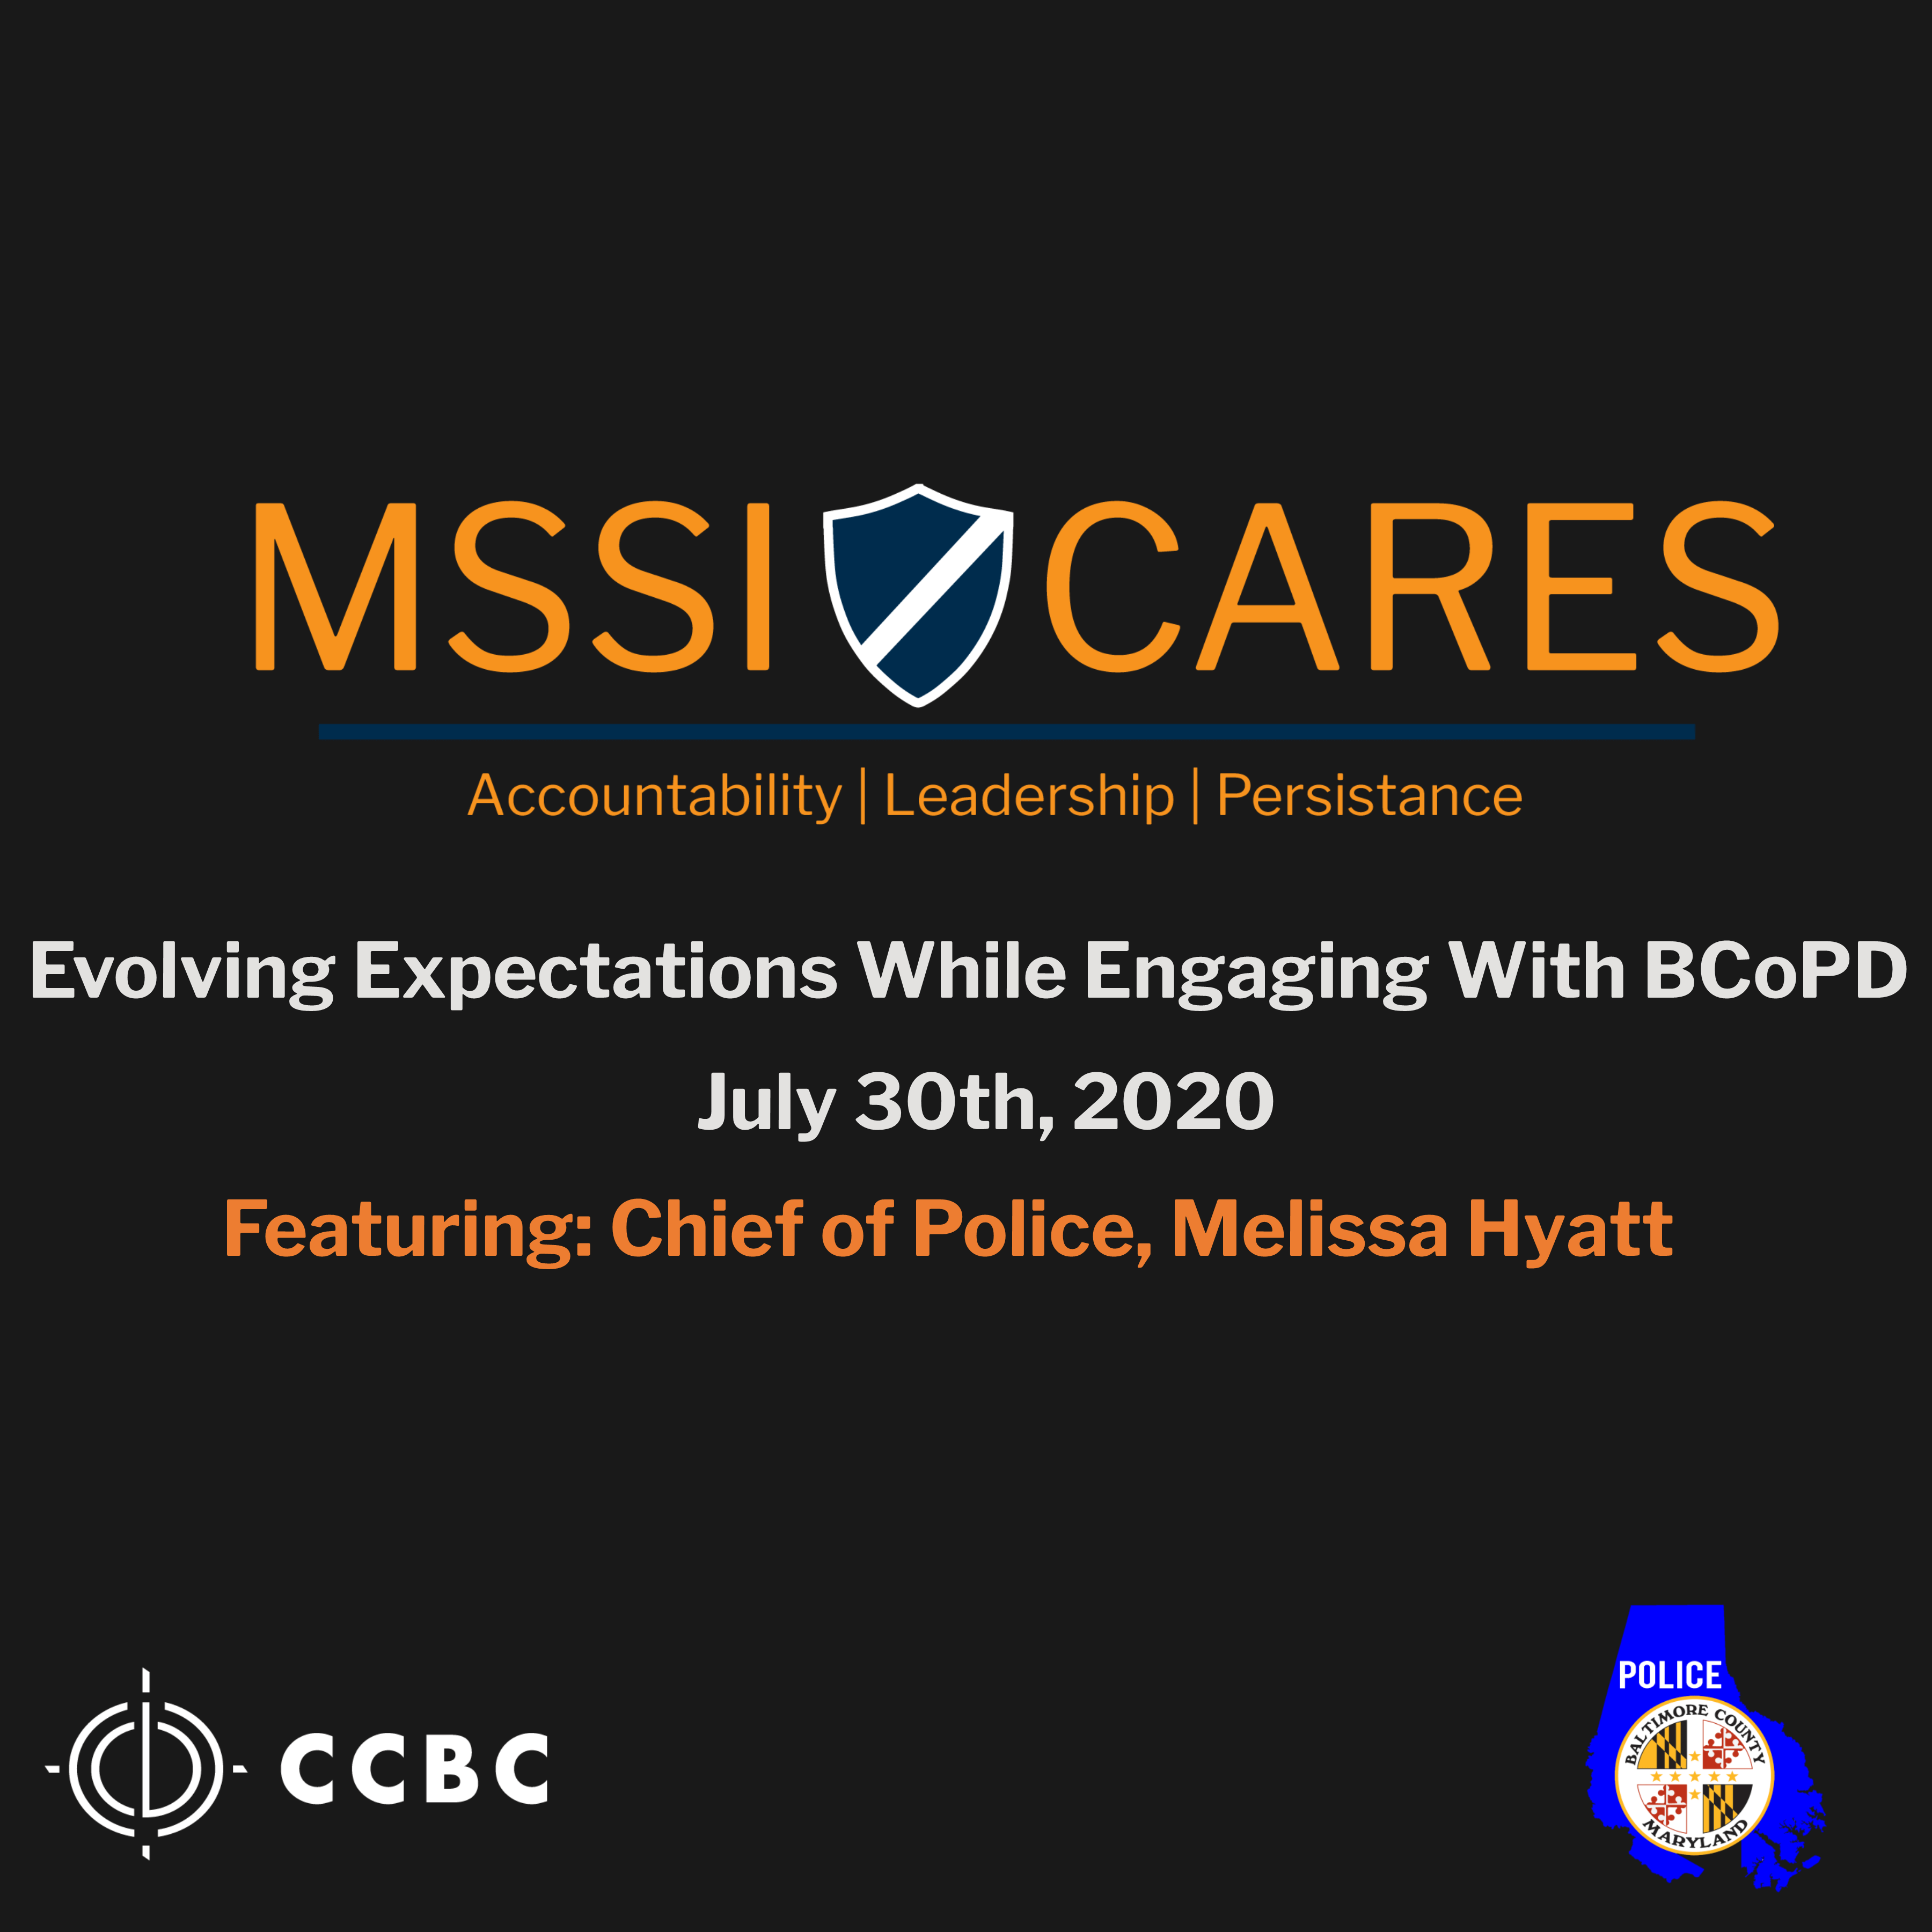 MSSI CARES
Accountability | Leadership | Persistance
Evolving Expectations While Engaging With BCoPD
July 30th, 2020
Featuring: Chief of Police, Melissa Hyatt
CCBC
POLICE
BALTIMORE COUNTY
MARYLAND